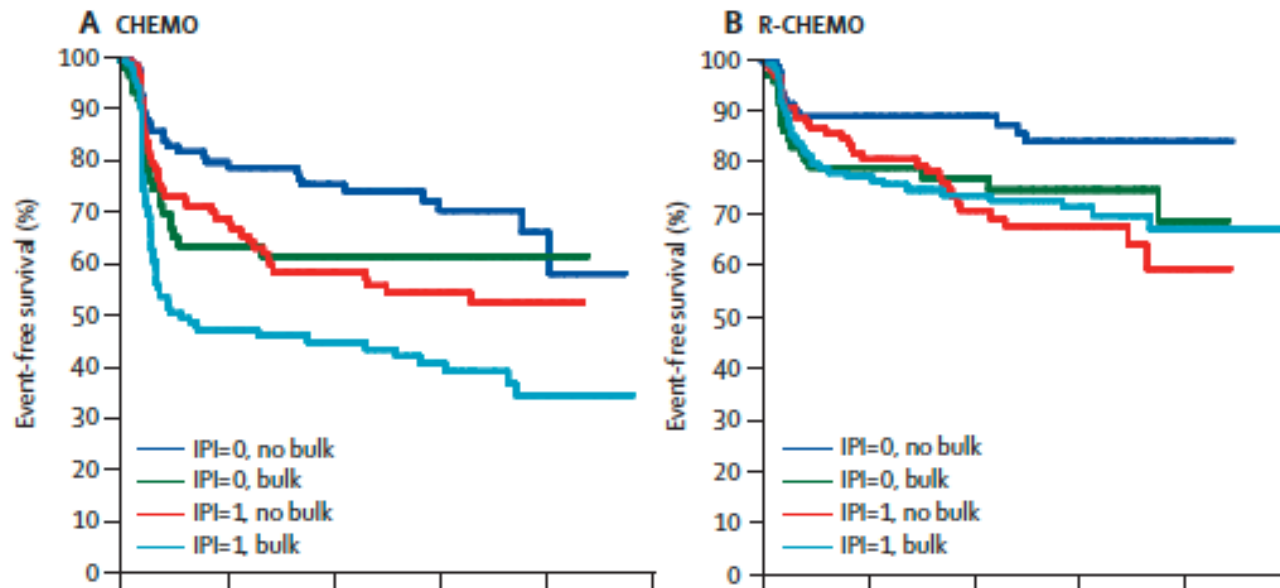 A CHEMO
Event-free survival (%)
100
90
80
70
60
50
40
30
20
10
0
IPI=0, no bulk
IPI=0, bulk
IPI=1, no bulk
IPI=1, bulk
B R-CHEMO
Event-free survival (%)
100
90
80
70
60
50
40
30
20
10
0
IPI=0, no bulk
IPI=0, bulk
IPI=1, no bulk
IPI=1, bulk